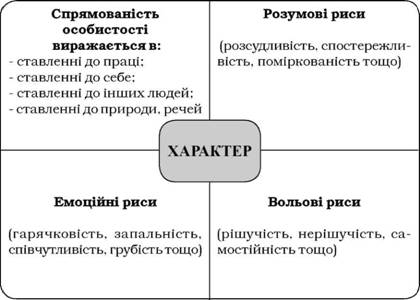 Спрямованість
особистості
виражається в:
- ставленні до праці;
- ставленні до себе;
- ставленні до інших людей;
- ставленні до природи, речей
Розумові риси
(розсудливість, спостережли-
вість, поміркованість тощо)
ХАРАКТЕР
Емоційні риси
(гарячковість, запальність,
співчутливість, грубість тощо)
Вольові риси
(рішучість, нерішучість, са-
мостійність тощо)